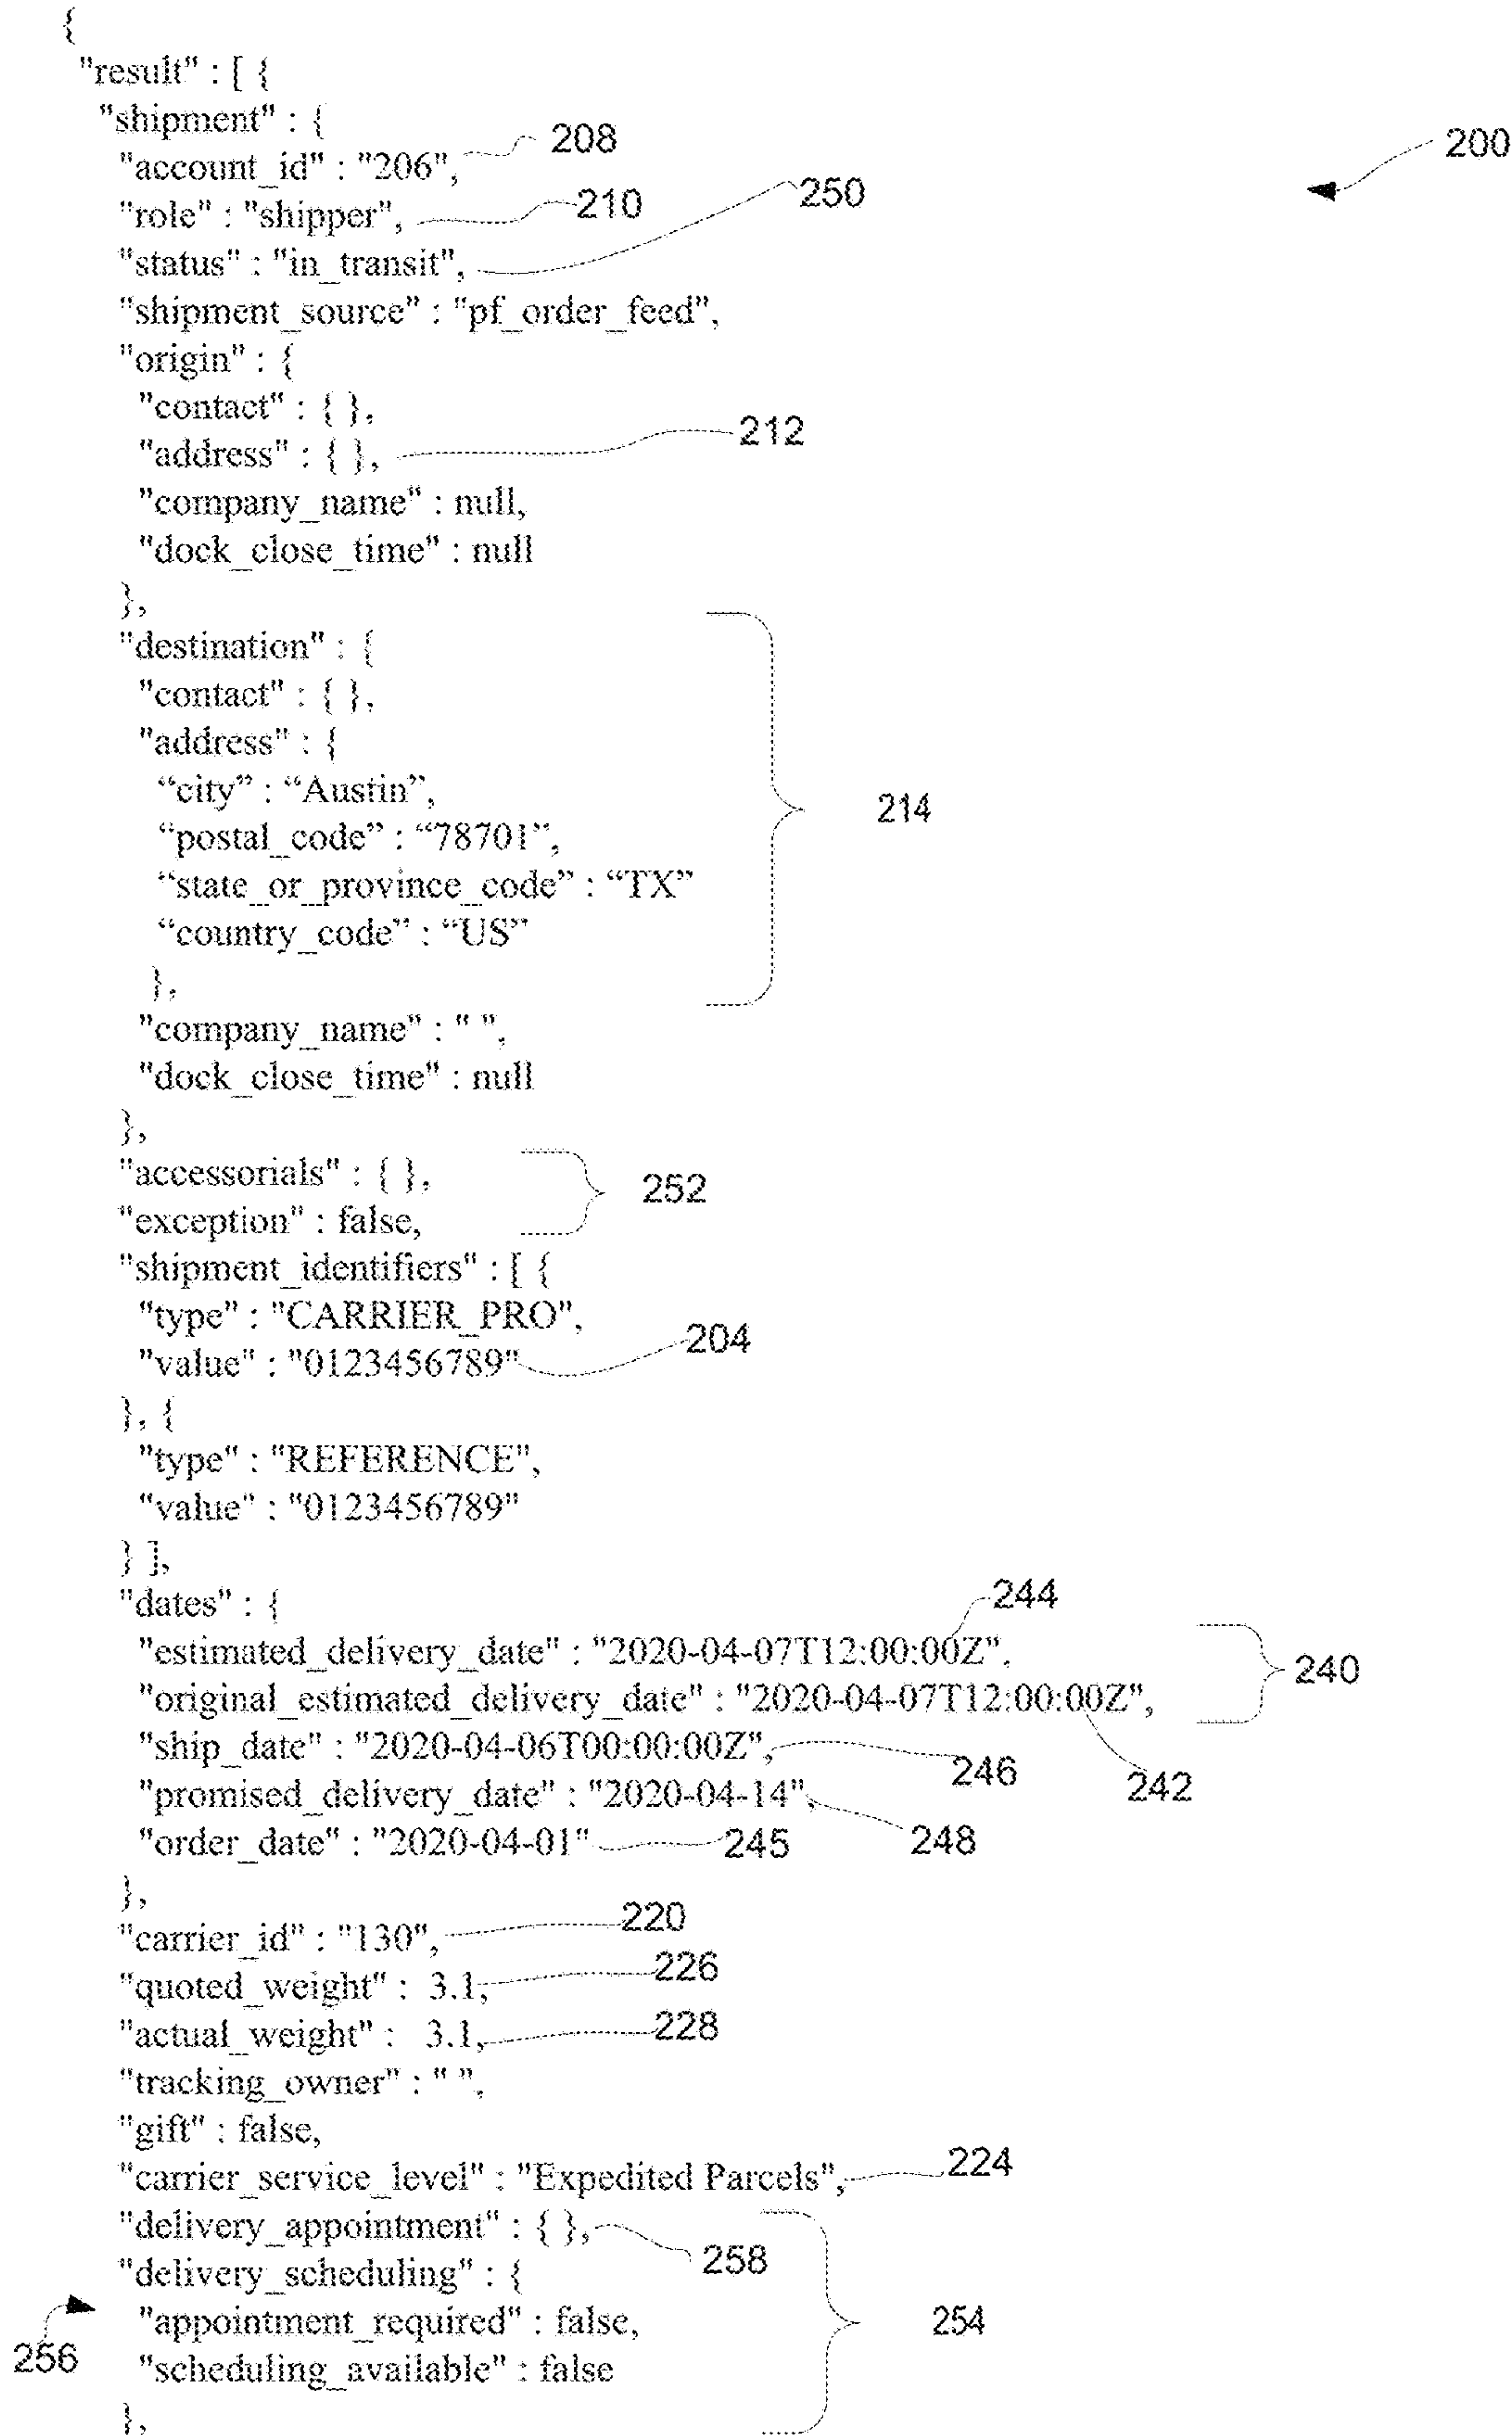 {
"result" : [ {
"shipment" : {
"account_id" : "206", 208
200
"role" : "shipper", 210
"status" : "in_transit", 250
"shipment_source" : "pf_order_feed",
"origin" : {
"contact" : { },
"address" : { }, 212
"company_name" : null,
"dock_close_time" : null
},
"destination" : {
"contact" : { },
"address" : {
“city” : “Austin”,
“postal_code” : “78701”, 214
“state_or_province_code” : “TX”
“country_code” : “US”
},
"company_name" : " ",
"dock_close_time" : null
},
"accessorials" : { }, 252
"exception" : false,
"shipment_identifiers" : [ {
"type" : "CARRIER_PRO",
"value" : "0123456789" 204
}, {
"type" : "REFERENCE",
"value" : "0123456789"
} ],
"dates" : { 244
"estimated_delivery_date" : "2020-04-07T12:00:00Z", 240
"original_estimated_delivery_date" : "2020-04-07T12:00:00Z", 242
"ship_date" : "2020-04-06T00:00:00Z", 246
"promised_delivery_date" : "2020-04-14", 248
"order_date" : "2020-04-01" 245
},
"carrier_id" : "130", 220
"quoted_weight" : 3.1, 226
"actual_weight" : 3.1, 228
"tracking_owner" : " ",
"gift" : false,
"carrier_service_level" : "Expedited Parcels", 224
"delivery_appointment" : { }, 258
"delivery_scheduling" : {
"appointment_required" : false, 254
256 "scheduling_available" : false
},